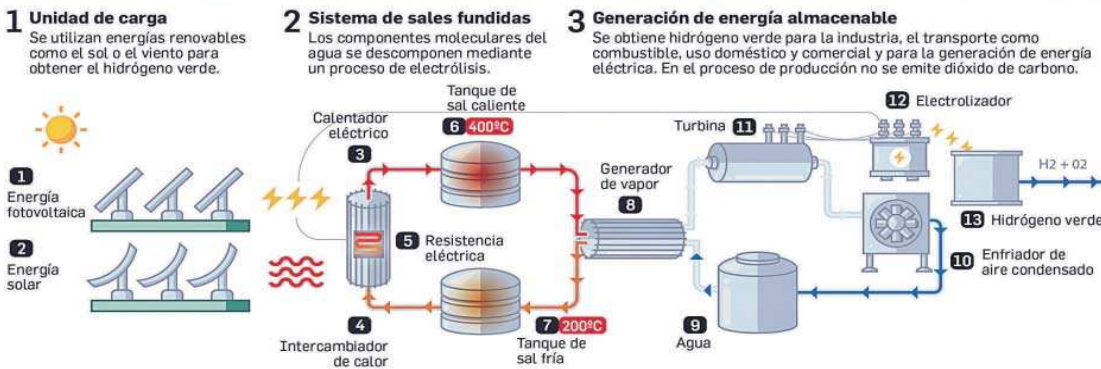 1 Unidad de carga
Se utilizan energías renovables
como el sol o el viento para
obtener el hidrógeno verde.
2 Sistema de sales fundidas
Los componentes moleculares del
agua se descomponen mediante
un proceso de electrólisis.
3 Generación de energía almacenable
Se obtiene hidrógeno verde para la industria, el transporte como
combustible, uso doméstico y comercial y para la generación de energía
eléctrica. En el proceso de producción no se emite dióxido de carbono.
1
Energía
fotovoltaica
2
Energía
solar
Calentador
eléctrico
3
Tanque de
sal caliente
6 400ºC
5 Resistencia
eléctrica
4
Intercambiador
de calor
7 200ºC
Tanque de
sal fría
Generador
de vapor
8
Turbina 11
12 Electrolizador
H2 + 02
13 Hidrógeno verde
10 Enfriador de
aire condensado
9
Agua